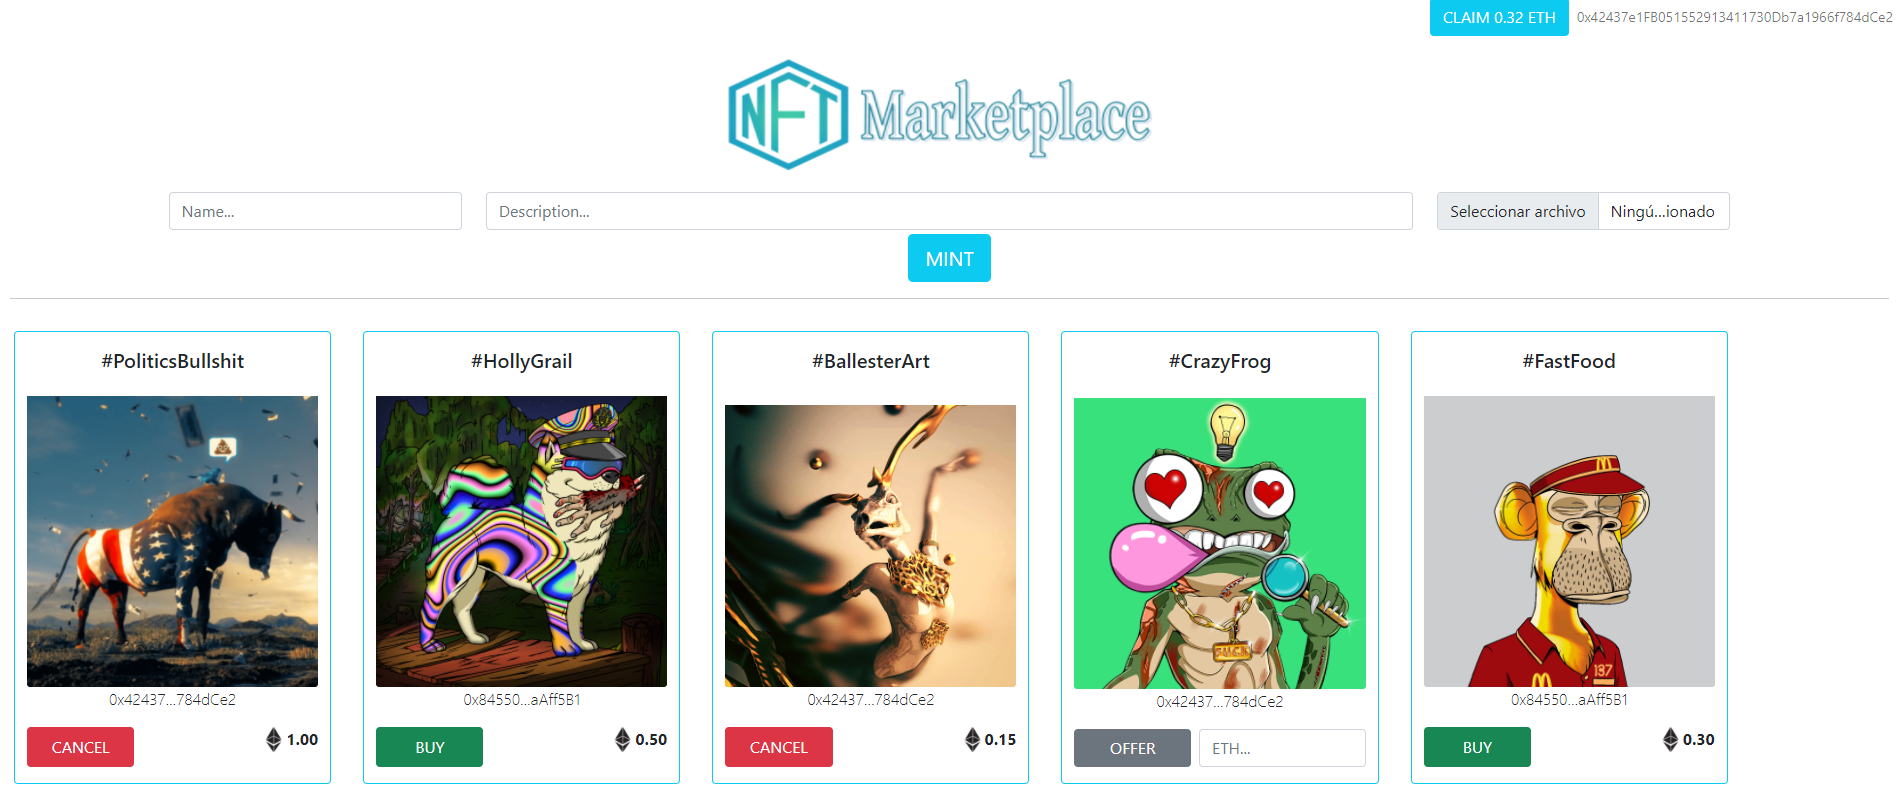 CLAIM 0.32 ETH 0x42437e1FB051552913411730Db7a1966f784dCe2
NFT Marketplace
Name... Description... Seleccionar archivo Ningú...ionado
MINT
#PoliticsBullshit
0x42437...784dCe2
CANCEL 1.00
#HollyGrail
0x84550...aAff5B1
BUY 0.50
#BallesterArt
0x42437...784dCe2
CANCEL 0.15
#CrazyFrog
FUCK
0x42437...784dCe2
OFFER ETH...
#FastFood
137
0x84550...aAff5B1
BUY 0.30